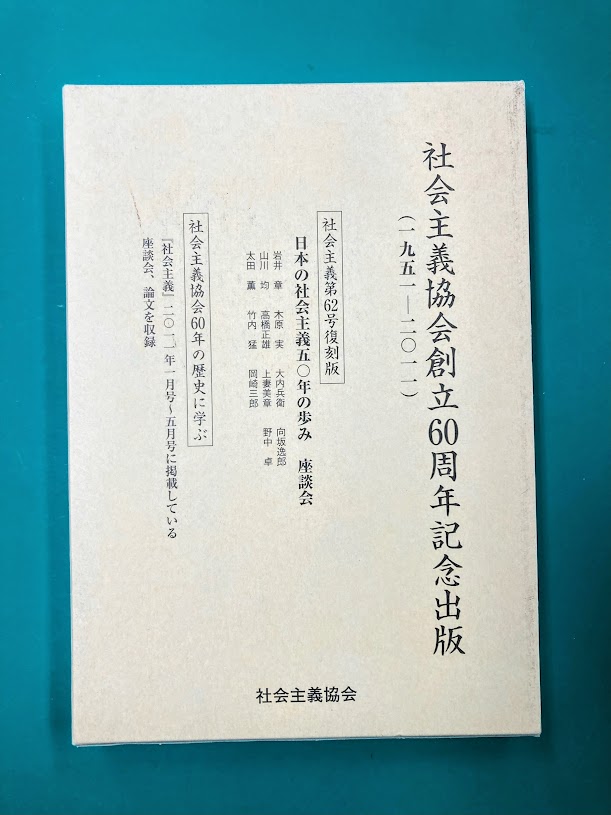 社会主義協会創立60周年記念出版
（一九五一―二〇一一）
社会主義第62号復刻版
日本の社会主義五〇年の歩み　座談会
岩井　章　木原　実　大内兵衛　向坂逸郎
山川　均　高橋正雄　上妻美章　野中　卓
太田　薫　竹内　猛　岡崎三郎
社会主義協会60年の歴史に学ぶ
『社会主義』二〇一一年一月号～五月号に掲載している
座談会、論文を収録
社会主義協会